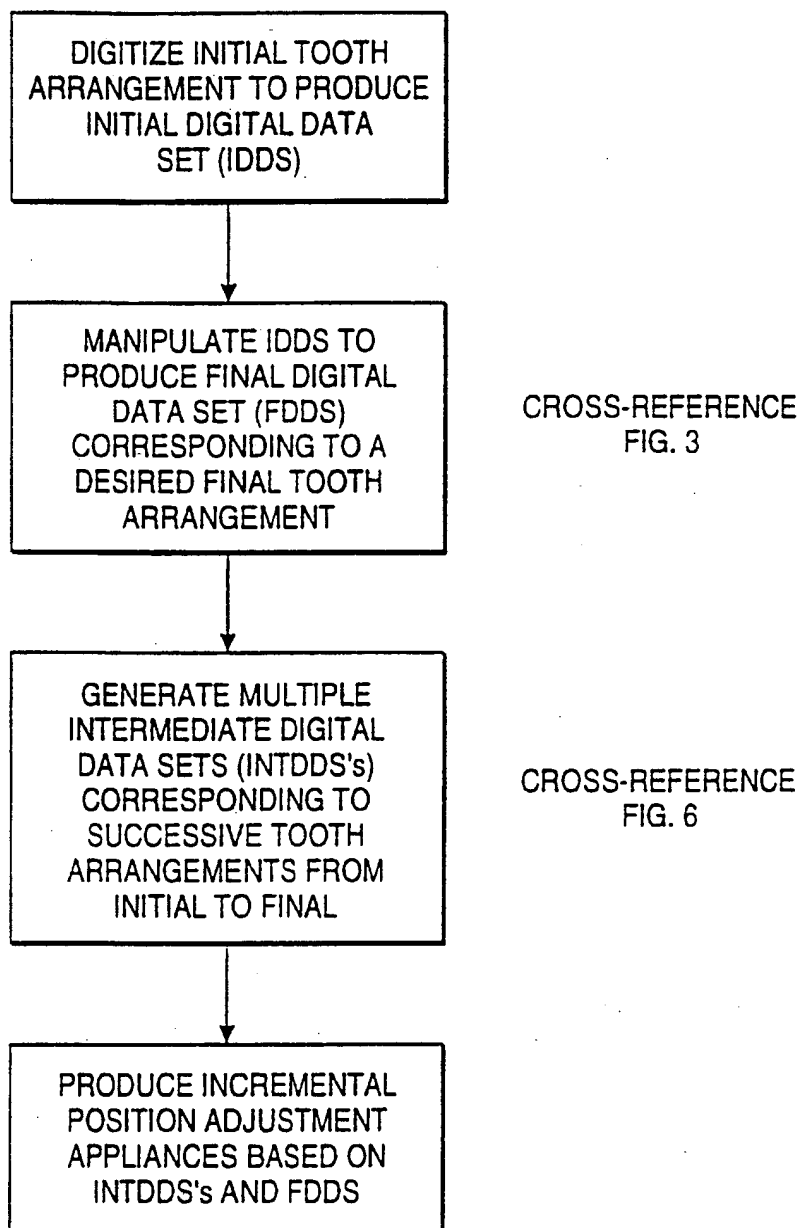 DIGITIZE INITIAL TOOTH
ARRANGEMENT TO PRODUCE
INITIAL DIGITAL DATA
SET (IDDS)
MANIPULATE IDDS TO
PRODUCE FINAL DIGITAL
DATA SET (FDDS)
CORRESPONDING TO A
DESIRED FINAL TOOTH
ARRANGEMENT
CROSS-REFERENCE
FIG. 3
GENERATE MULTIPLE
INTERMEDIATE DIGITAL
DATA SETS (INTDDS's)
CORRESPONDING TO
SUCCESSIVE TOOTH
ARRANGEMENTS FROM
INITIAL TO FINAL
CROSS-REFERENCE
FIG. 6
PRODUCE INCREMENTAL
POSITION ADJUSTMENT
APPLIANCES BASED ON
INTDDS's AND FDDS